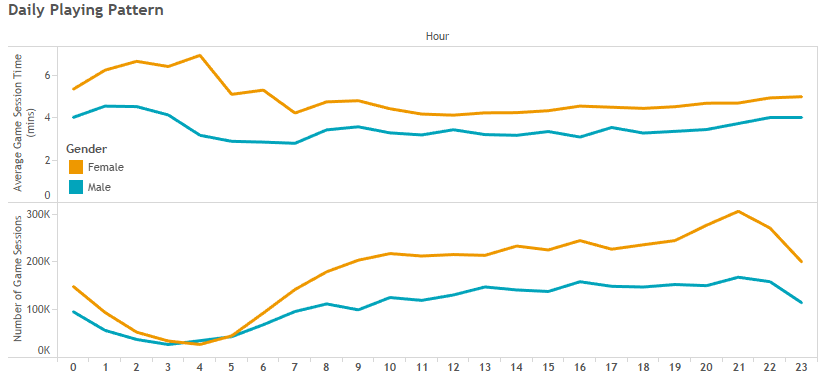 Daily Playing Pattern
Hour
Average Game Session Time
(mins)
6
4
2
0
Gender
Female
Male
Number of Game Sessions
300K
200K
100K
0K
0 1 2 3 4 5 6 7 8 9 10 11 12 13 14 15 16 17 18 19 20 21 22 23